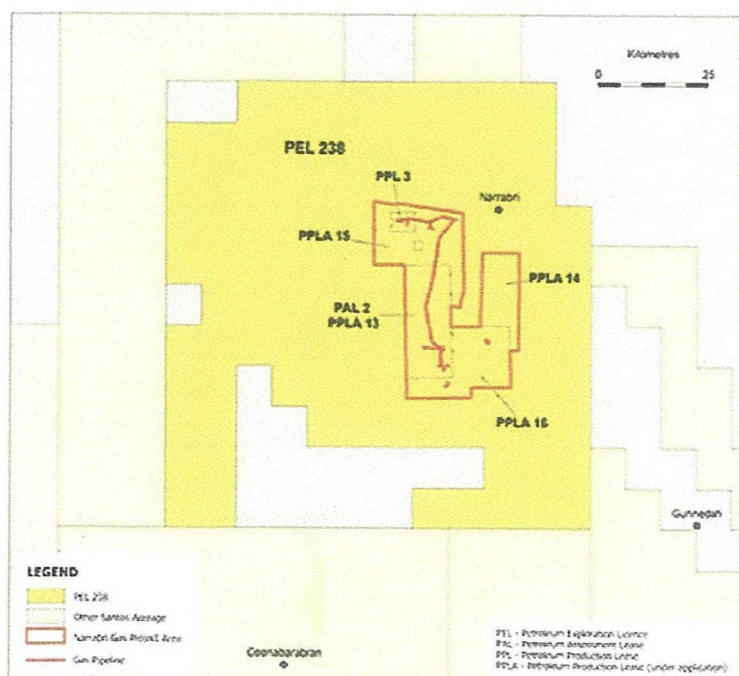 Kilometres
0 25
PEL 238
PPL 3
Narrabri
PPLA 15
PPLA 14
PAL 2
PPLA 13
PPLA 16
Gunnedah
LEGEND
PEL 238
Other Santos Acreage
Narrabri Gas Project Area
Gas Pipeline
Coonabarabran
PEL - Petroleum Exploration Licence
PAL - Petroleum Assessment Lease
PPL - Petroleum Production Lease
PPLA - Petroleum Production Lease (under application)